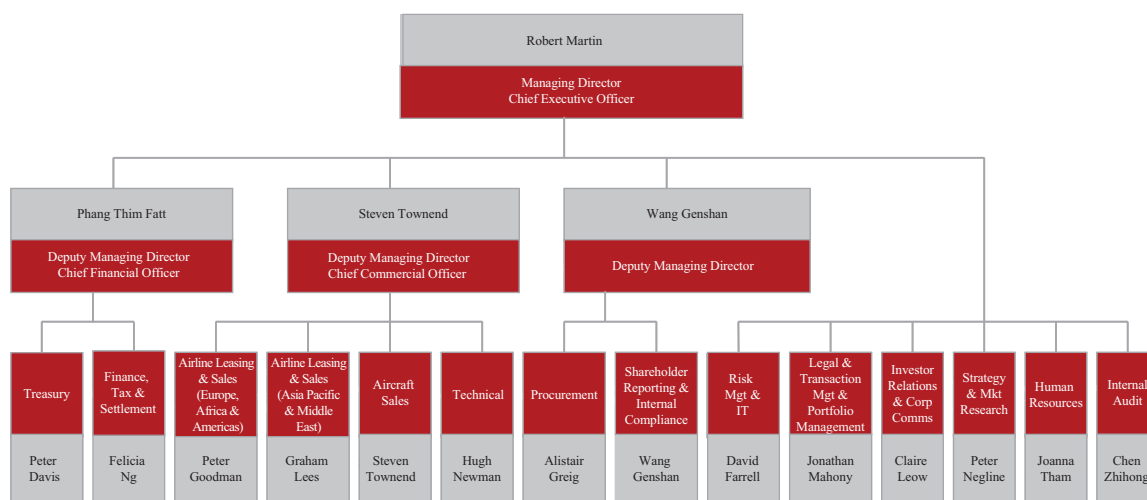 Robert Martin
Managing Director
Chief Executive Officer
Phang Thim Fatt
Deputy Managing Director
Chief Financial Officer
Steven Townend
Deputy Managing Director
Chief Commercial Officer
Wang Genshan
Deputy Managing Director
Treasury
Peter
Davis
Finance,
Tax &
Settlement
Felicia
Ng
Airline Leasing
& Sales
(Europe,
Africa &
Americas)
Peter
Goodman
Airline Leasing
& Sales
(Asia Pacific
& Middle
East)
Graham
Lees
Aircraft
Sales
Steven
Townend
Technical
Hugh
Newman
Procurement
Alistair
Greig
Shareholder
Reporting &
Internal
Compliance
Wang
Genshan
Risk
Mgt &
IT
David
Farrell
Legal &
Transaction
Mgt &
Portfolio
Management
Jonathan
Mahony
Investor
Relations
& Corp
Comms
Claire
Leow
Strategy
& Mkt
Research
Peter
Negline
Human
Resources
Joanna
Tham
Internal
Audit
Chen
Zhihong